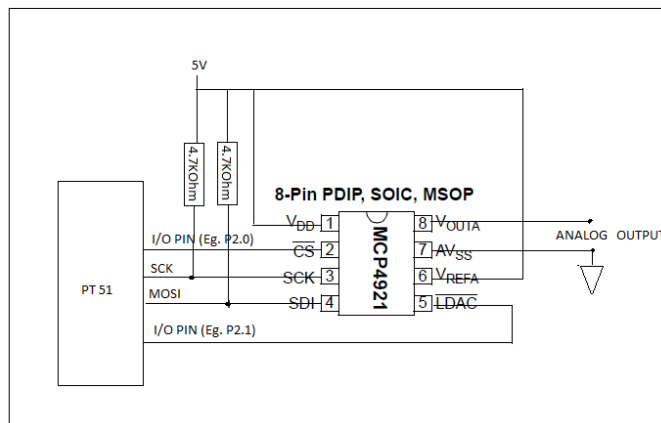 5V
4.7KOhm
4.7KOhm
8-Pin PDIP, SOIC, MSOP
PT 51
I/O PIN (Eg. P2.0)
SCK
MOSI
I/O PIN (Eg. P2.1)
VDD
CS
SCK
SDI
1
2
3
4
MCP4921
8
7
6
5
VOUTA
AVSS
VREFA
LDAC
ANALOG OUTPUT